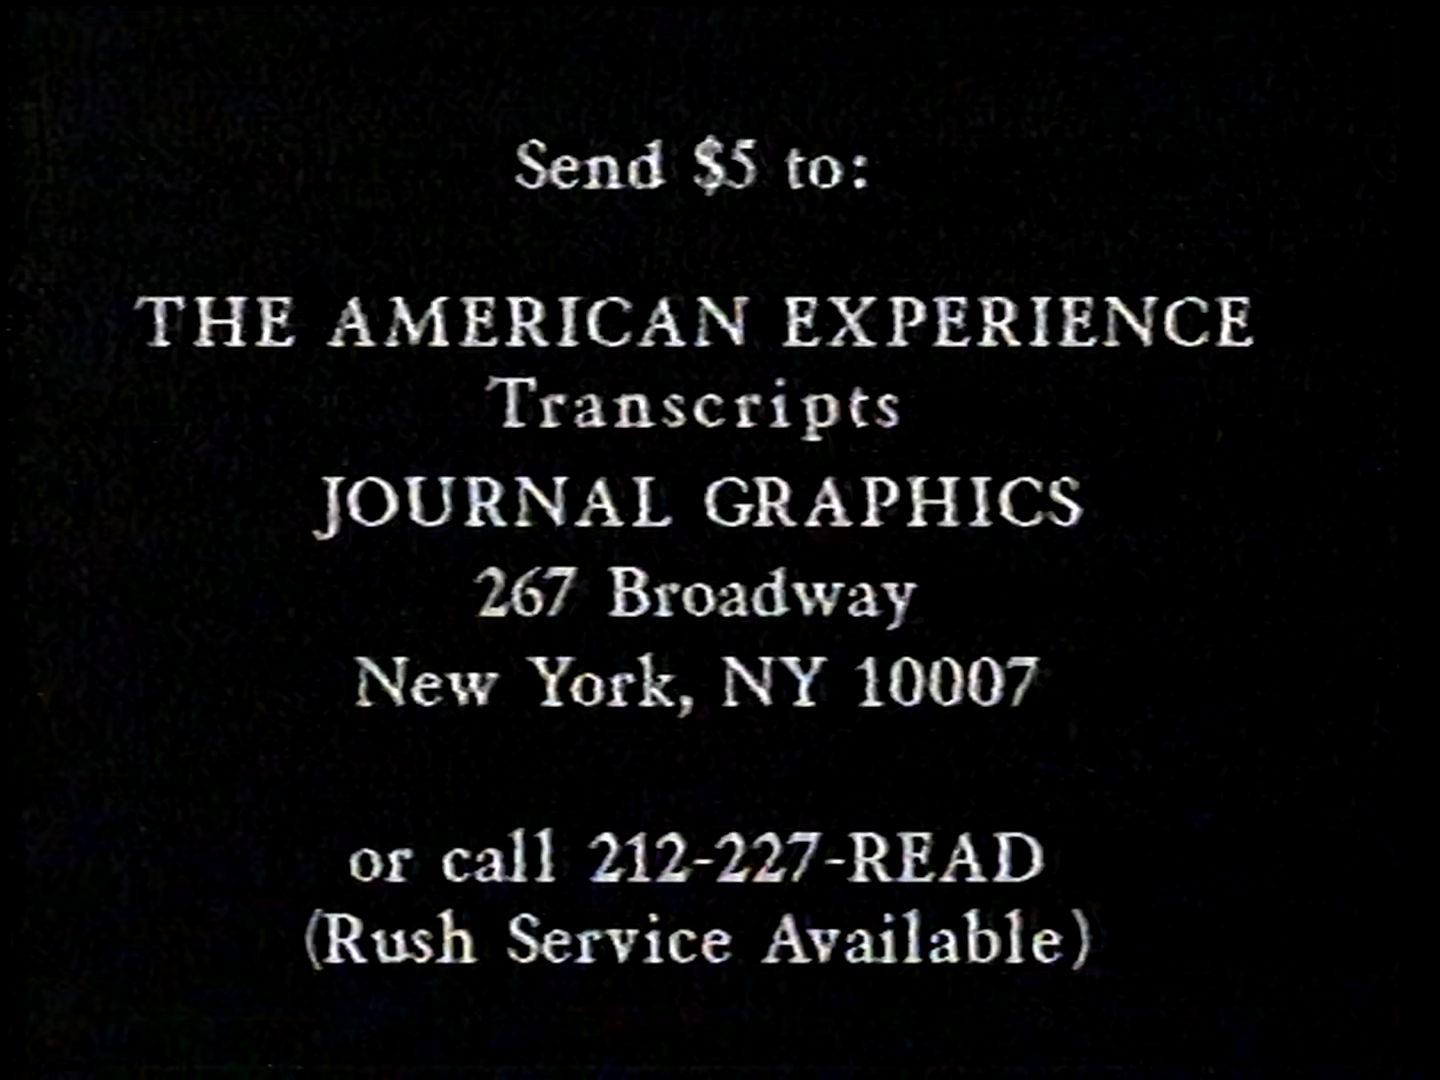 Send $5 to:
THE AMERICAN EXPERIENCE
Transcripts
JOURNAL GRAPHICS
267 Broadway
New York, NY 10007
or call 212-227-READ
(Rush Service Available)